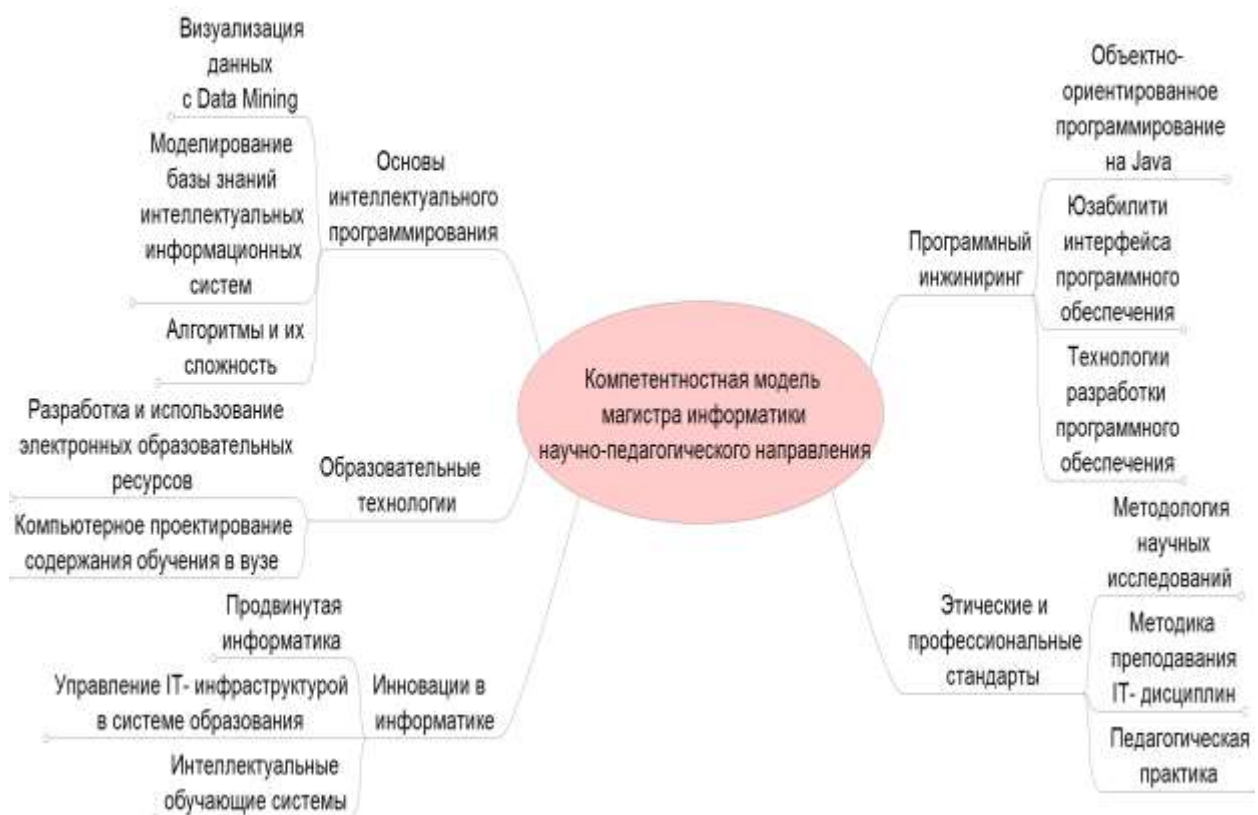 Визуализация
данных
с Data Mining
Моделирование
базы знаний
интеллектуальных
информационных
систем
Алгоритмы и их
сложность
Основы
интеллектуального
программирования
Разработка и использование
электронных образовательных
ресурсов
Компьютерное проектирование
содержания обучения в вузе
Образовательные
технологии
Продвинутая
информатика
Управление IT- инфраструктурой
в системе образования
Интеллектуальные
обучающие системы
Инновации в
информатике
Компетентностная модель
магистра информатики
научно-педагогического направления
Программный
инжиниринг
Объектно-
ориентированное
программирование
на Java
Юзабилити
интерфейса
программного
обеспечения
Технологии
разработки
программного
обеспечения
Этические и
профессиональные
стандарты
Методология
научных
исследований
Методика
преподавания
IT- дисциплин
Педагогическая
практика